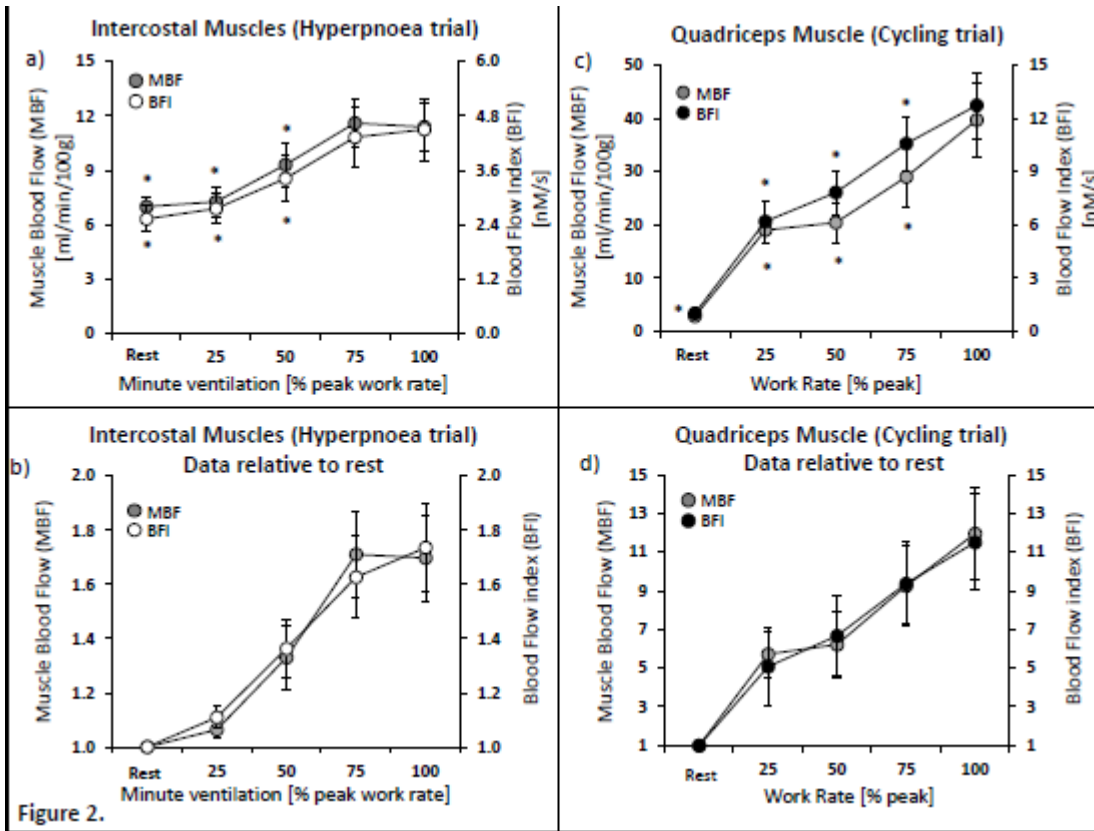 Intercostal Muscles (Hyperpnoea trial)
a)
MBF
BFI
Muscle Blood Flow (MBF)
[ml/min/100g]
15
12
9
6
3
0
6.0
4.8
3.6
2.4
1.2
0.0
Blood Flow Index (BFI)
[nM/s]
* * *
* * *
Rest 25 50 75 100
Minute ventilation [% peak work rate]
Quadriceps Muscle (Cycling trial)
c)
MBF
BFI
Muscle Blood Flow (MBF)
[ml/min/100g]
50
40
30
20
10
0
15
12
9
6
3
0
Blood Flow Index (BFI)
[nM/s]
* * * *
* * *
Rest 25 50 75 100
Work Rate [% peak]
Intercostal Muscles (Hyperpnoea trial)
Data relative to rest
b)
MBF
BFI
Muscle Blood Flow (MBF)
2.0
1.8
1.6
1.4
1.2
1.0
2.0
1.8
1.6
1.4
1.2
1.0
Blood Flow index (BFI)
Rest 25 50 75 100
Minute ventilation [% peak work rate]
Quadriceps Muscle (Cycling trial)
Data relative to rest
d)
MBF
BFI
Muscle Blood Flow (MBF)
15
13
11
9
7
5
3
1
15
13
11
9
7
5
3
1
Blood Flow index (BFI)
Rest 25 50 75 100
Work Rate [% peak]
Figure 2.